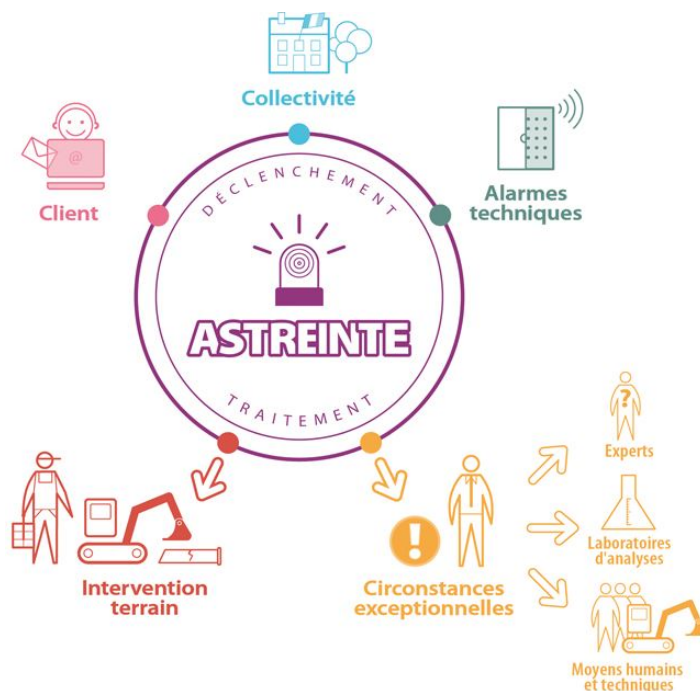 Collectivité
Client
Alarmes
techniques
DÉCLENCHEMENT
@
ASTREINTE
TRAITEMENT
?
Experts
Laboratoires
d'analyses
!
Intervention
terrain
Circonstances
exceptionnelles
Moyens humains
et techniques